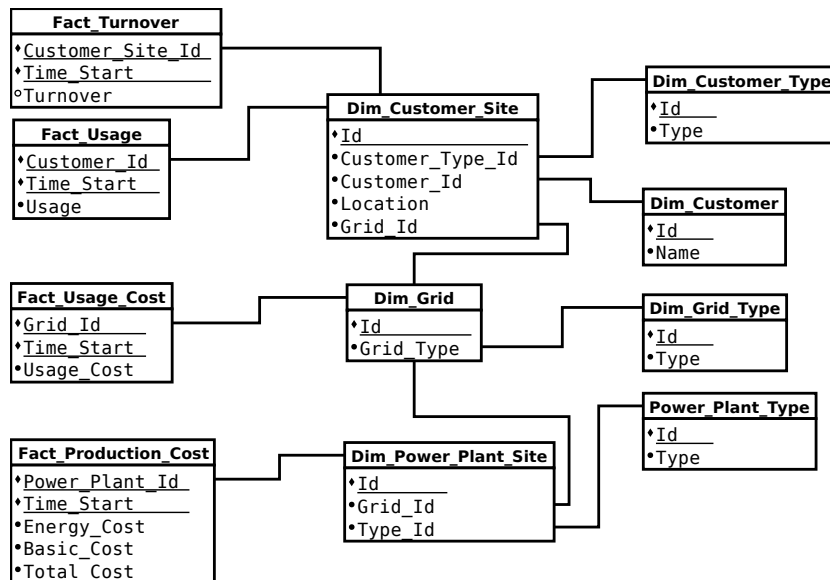 Fact_Turnover
Customer_Site_Id
Time_Start
Turnover
Fact_Usage
Customer_Id
Time_Start
Usage
Dim_Customer_Site
Id
Customer_Type_Id
Customer_Id
Location
Grid_Id
Dim_Customer_Type
Id
Type
Dim_Customer
Id
Name
Fact_Usage_Cost
Grid_Id
Time_Start
Usage_Cost
Dim_Grid
Id
Grid_Type
Dim_Grid_Type
Id
Type
Power_Plant_Type
Id
Type
Fact_Production_Cost
Power_Plant_Id
Time_Start
Energy_Cost
Basic_Cost
Total_Cost
Dim_Power_Plant_Site
Id
Grid_Id
Type_Id